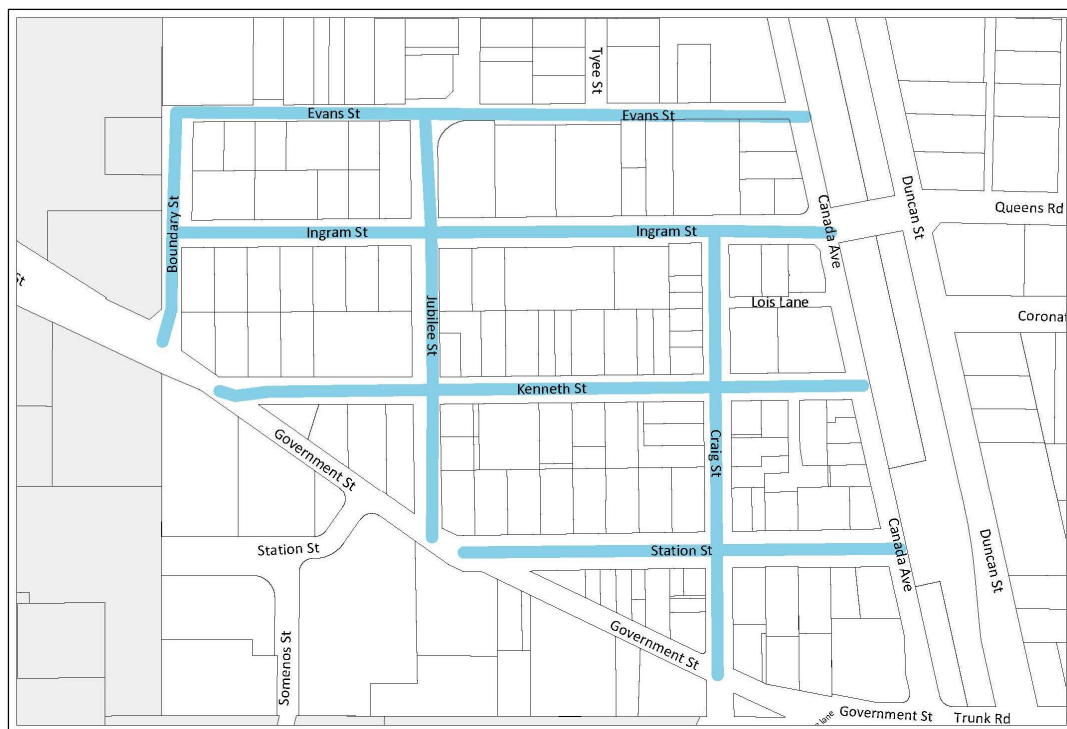 Tyee St
Evans St
Evans St
Boundary St
Ingram St
Ingram St
Canada Ave
Duncan St
Queens Rd
St
Jubilee St
Lois Lane
Coronat
Kenneth St
Craig St
Government St
Station St
Station St
Canada Ave
Duncan St
Somenos St
Government St
Government St
Trunk Rd
lane